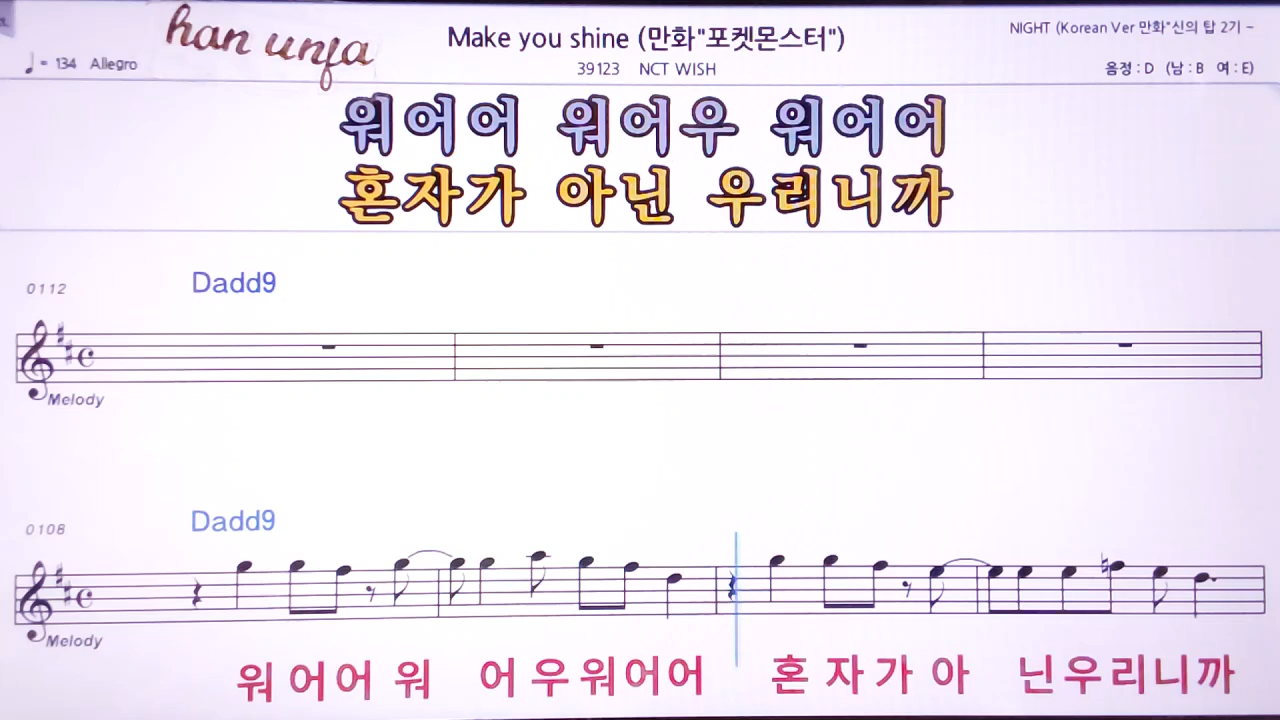 han unja
Make you shine (만화"포켓몬스터")
NIGHT (Korean Ver 만화"신의 탑 2기 ~
♩ = 134 Allegro
39123 NCT WISH
음정 : D (남 : B 여 : E)
워어어 워어우 워어어
혼자가 아닌 우리니까
0112
Dadd9
Melody
0108
Dadd9
Melody
워 어어 워 어 우워어어 혼 자가 아 닌우리니까